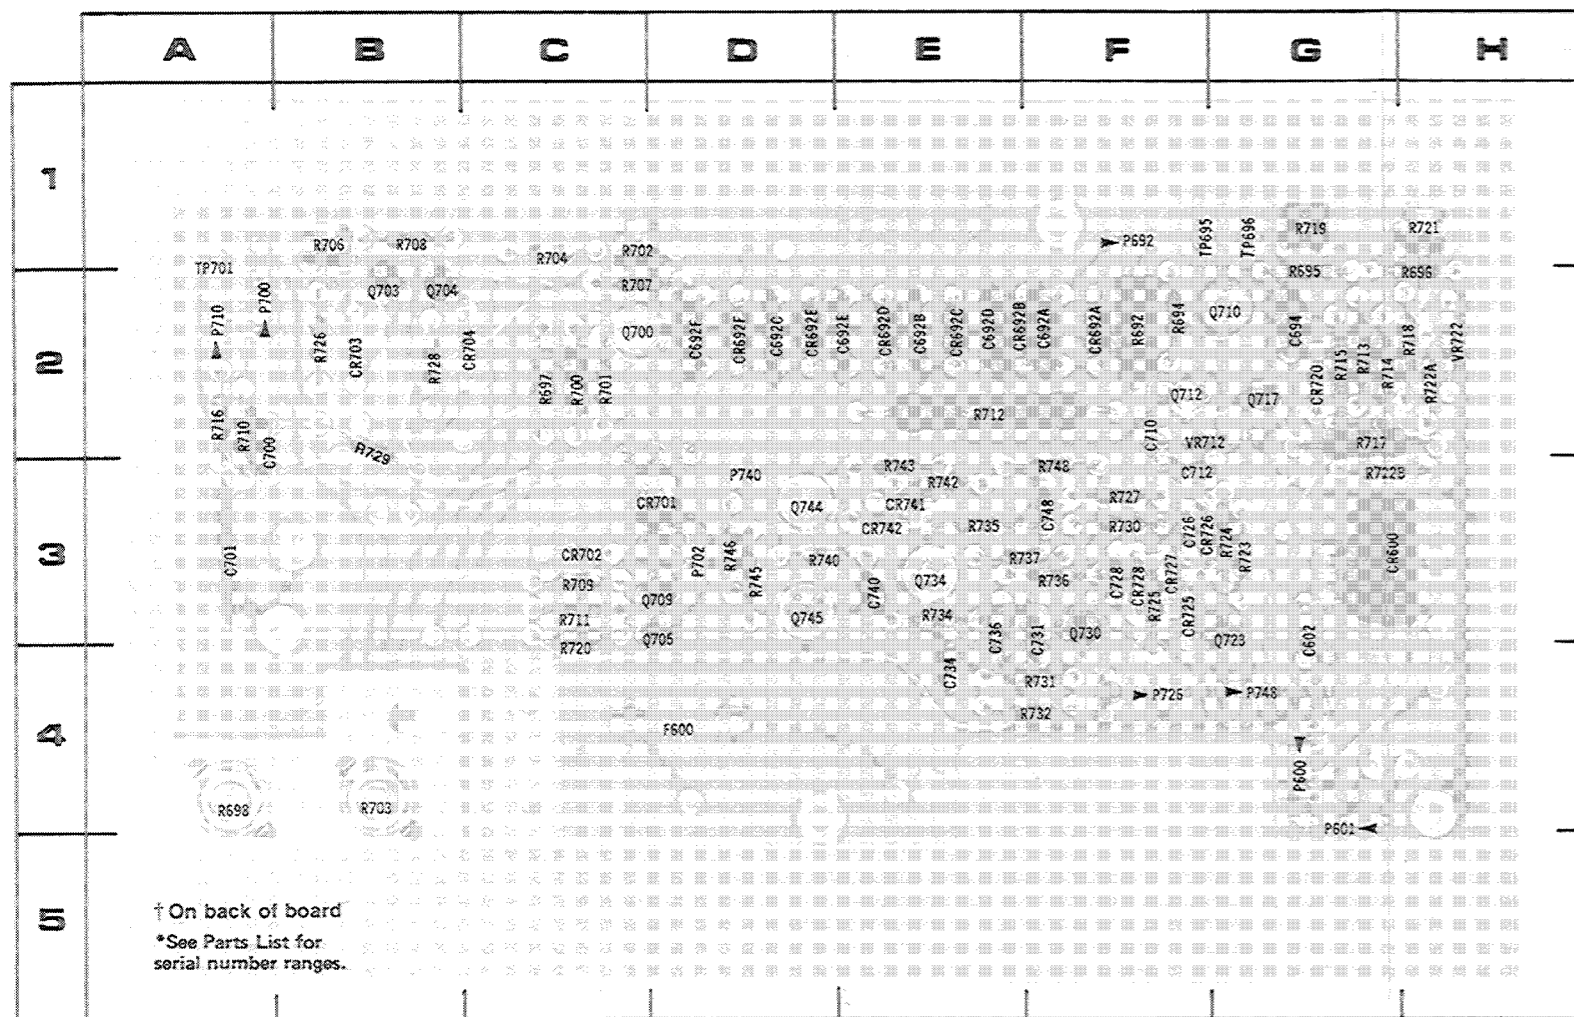 A B C D E F G H
1
R719 R721
R706 R708 R702 P692 TP695 TP696
R704
TP701 R695 R696
R707
Q703 Q704 P700
P710 Q710
R726 CR703 R728 CR704 Q700 C692F CR692F C692C CR692E C692E CR692D C692B CR692C C692D CR692B C692A CR692A R692 R694 C694 R718 VR722
2
R697 R700 R701 CR720 R715 R713 R714 R722A
Q712 Q717
R716 R710 R712
C710 VR712 R717
C700 R729
R743 R748 C712 R722B
P740 R742
CR701 Q744 CR741 R727
CR742 R735 C748 R730 C726 CR726 R724 R723
3
C701 CR702 P702 R746 R740 R737 CR600
R709 R745 Q734 R736 C728 CR728 CR727
Q709 C740 R725 CR725
R711 Q745 R734
Q705 C736 C731 Q730 Q723 C602
R720
C734 R731
P726 P748
R732
4
F600
P600
R698 R703
P601
5
† On back of board
*See Parts List for
serial number ranges.